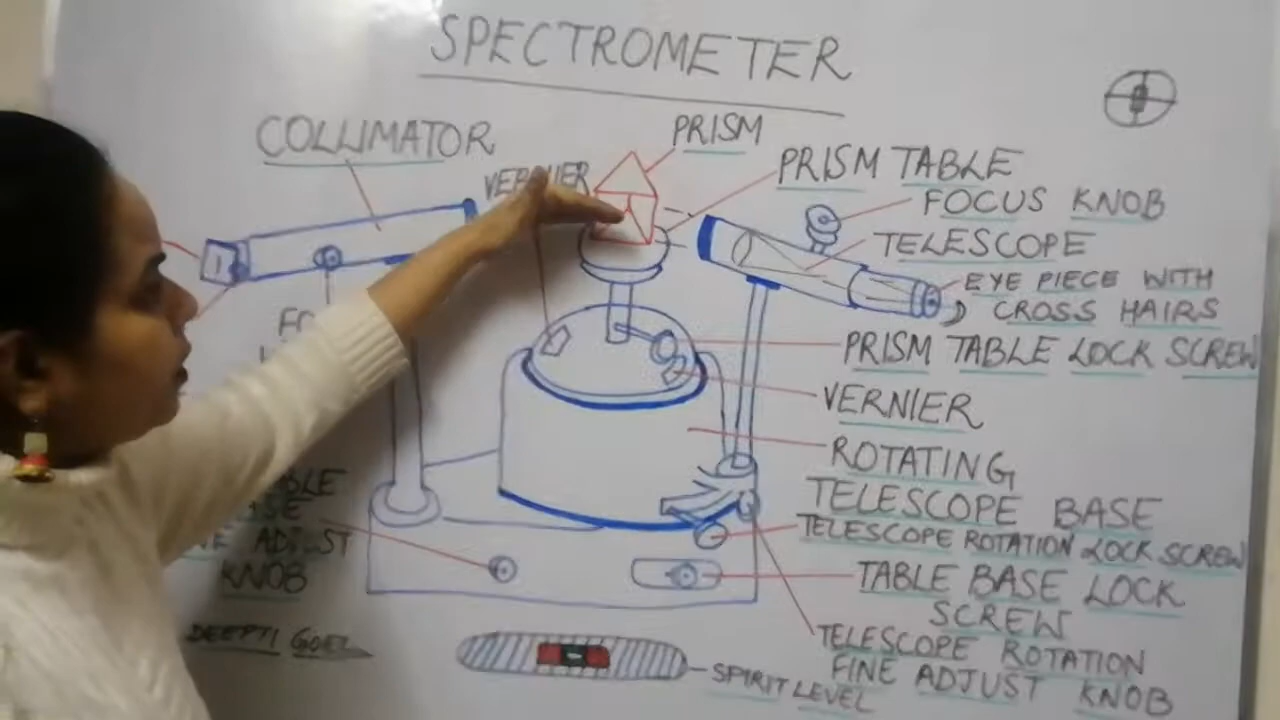 SPECTROMETER
COLLIMATOR
PRISM
PRISM TABLE
FOCUS KNOB
TELESCOPE
EYE PIECE WITH
CROSS HAIRS
PRISM TABLE LOCK SCREW
VERNIER
ROTATING
TELESCOPE BASE
TELESCOPE ROTATION LOCK SCREW
TABLE BASE LOCK
SCREW
TELESCOPE ROTATION
FINE ADJUST KNOB
ADJUST
KNOB
DEEPTI GOEL
SPIRIT LEVEL